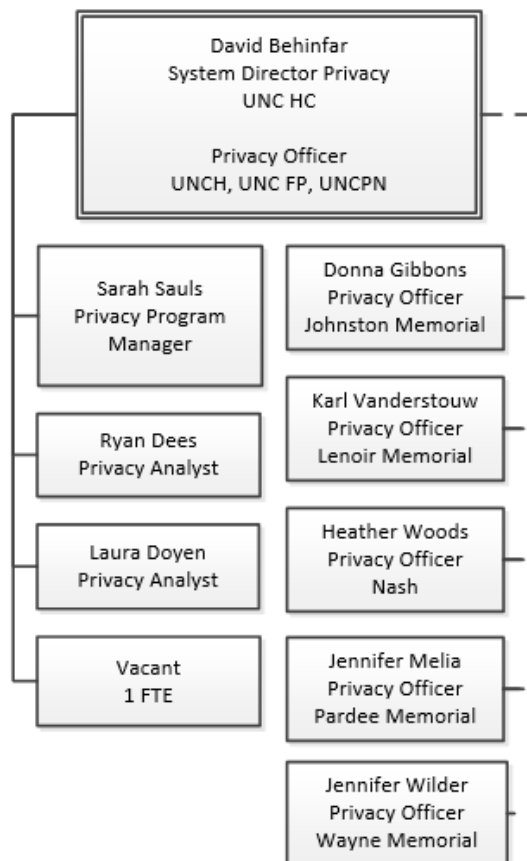 David Behinfar
System Director Privacy
UNC HC
Privacy Officer
UNCH, UNC FP, UNCPN
Sarah Sauls
Privacy Program
Manager
Ryan Dees
Privacy Analyst
Laura Doyen
Privacy Analyst
Vacant
1 FTE
Donna Gibbons
Privacy Officer
Johnston Memorial
Karl Vanderstouw
Privacy Officer
Lenoir Memorial
Heather Woods
Privacy Officer
Nash
Jennifer Melia
Privacy Officer
Pardee Memorial
Jennifer Wilder
Privacy Officer
Wayne Memorial